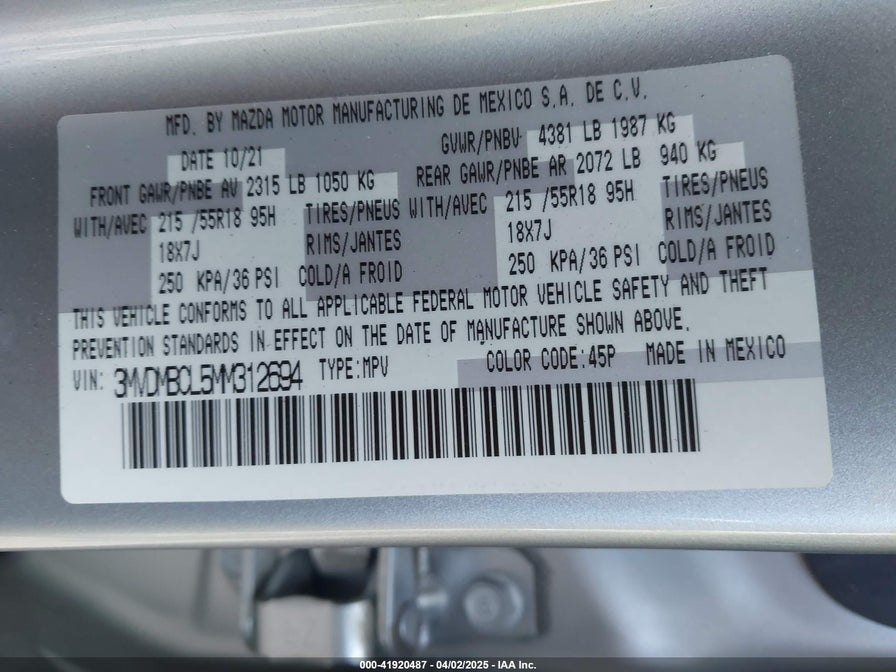 MFD. BY MAZDA MOTOR MANUFACTURING DE MEXICO S.A. DE C.V.
DATE 10/21 GVWR/PNBV 4381 LB 1987 KG
FRONT GAWR/PNBE AV 2315 LB 1050 KG REAR GAWR/PNBE AR 2072 LB 940 KG
WITH/AVEC 215 /55R18 95H TIRES/PNEUS WITH/AVEC 215 /55R18 95H TIRES/PNEUS
18X7J RIMS/JANTES 18X7J RIMS/JANTES
250 KPA/36 PSI COLD/A FROID 250 KPA/36 PSI COLD/A FROID
THIS VEHICLE CONFORMS TO ALL APPLICABLE FEDERAL MOTOR VEHICLE SAFETY AND THEFT
PREVENTION STANDARDS IN EFFECT ON THE DATE OF MANUFACTURE SHOWN ABOVE.
VIN: 3MVDMBCL5MM312694 TYPE:MPV COLOR CODE:45P MADE IN MEXICO
000-41920487 - 04/02/2025 - IAA Inc.